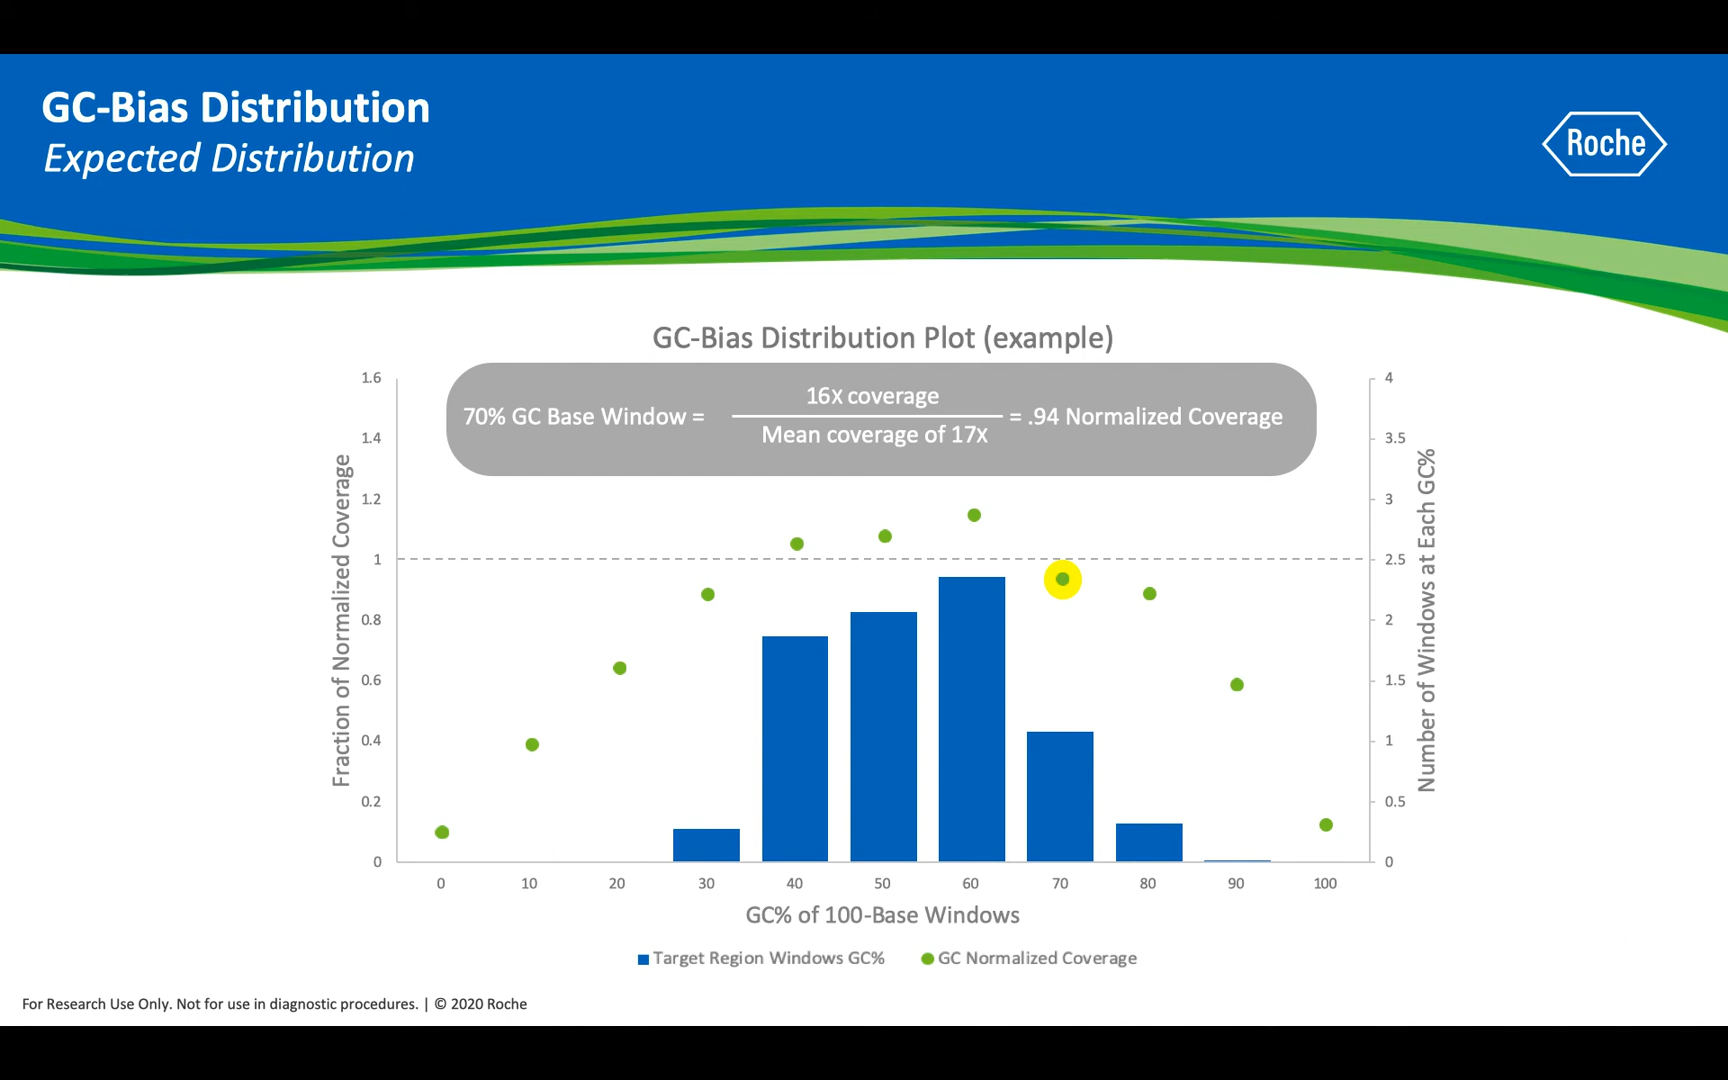 GC-Bias Distribution
Expected Distribution
Roche
GC-Bias Distribution Plot (example)
70% GC Base Window =
16x coverage
Mean coverage of 17x
= .94 Normalized Coverage
Fraction of Normalized Coverage
1.6
1.4
1.2
1
0.8
0.6
0.4
0.2
0
4
3.5
3
2.5
2
1.5
1
0.5
0
Number of Windows at Each GC%
0 10 20 30 40 50 60 70 80 90 100
GC% of 100-Base Windows
Target Region Windows GC% GC Normalized Coverage
For Research Use Only. Not for use in diagnostic procedures. | © 2020 Roche